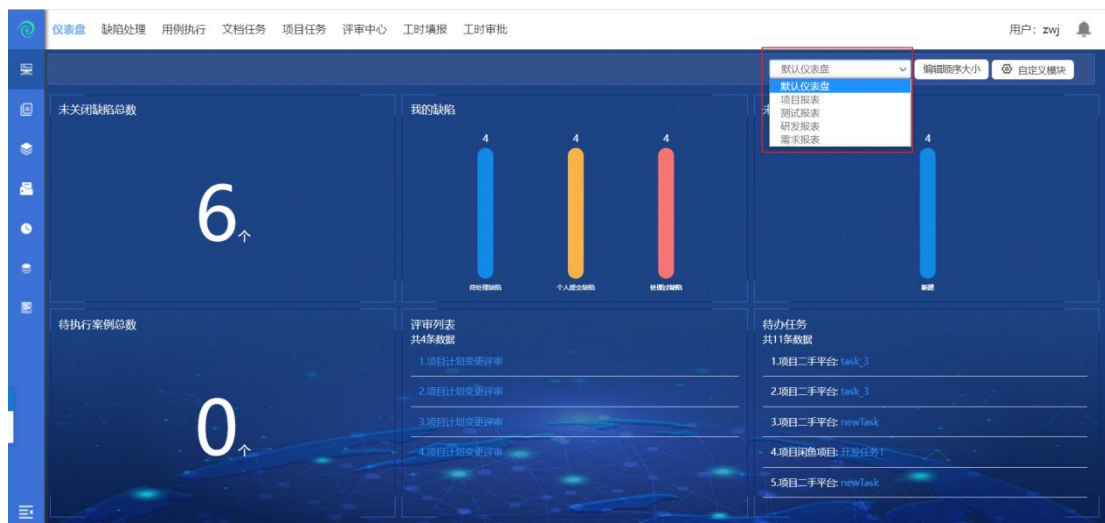 仪表盘 缺陷处理 用例执行 文档任务 项目任务 评审中心 工时填报 工时审批 用户: zwj
默认仪表盘 编辑顺序大小 自定义模块
默认仪表盘
项目报表
测试报表
研发报表
需求报表
未关闭缺陷总数
6个
我的缺陷
4 4 4
待处理缺陷 个人提交缺陷 处理过缺陷
4
新建
待执行案例总数
0个
评审列表
共4条数据
1.项目计划变更评审
2.项目计划变更评审
3.项目计划变更评审
4.项目计划变更评审
待办任务
共11条数据
1.项目二手平台: task_3
2.项目二手平台: task_3
3.项目二手平台: newTask
4.项目闲鱼项目: 开发任务1
5.项目二手平台: newTask